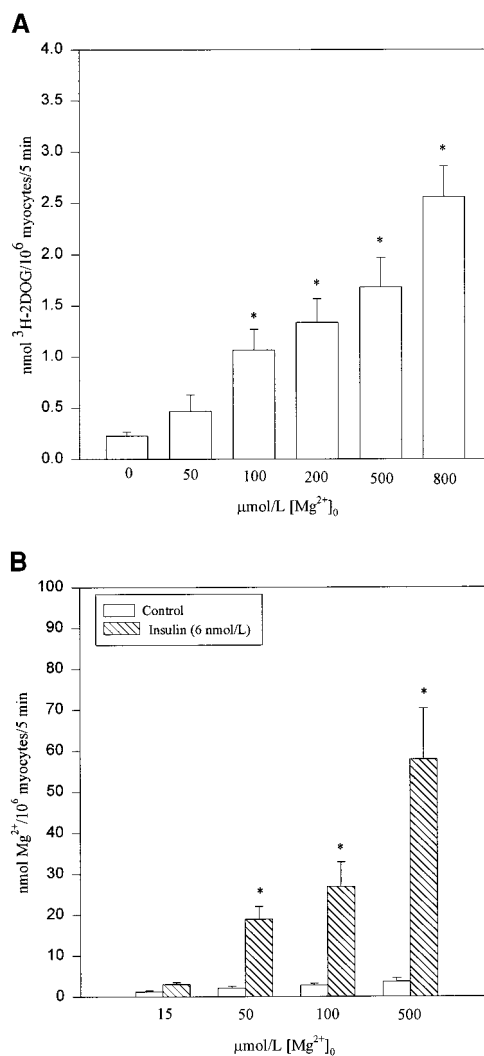 A
nmol ³H-2DOG/10⁶ myocytes/5 min
4.0
3.5
3.0
2.5
2.0
1.5
1.0
0.5
0.0
*
*
*
*
0 50 100 200 500 800
µmol/L [Mg²⁺]₀
B
nmol Mg²⁺/10⁶ myocytes/5 min
100
90
80
70
60
50
40
30
20
10
0
Control
Insulin (6 nmol/L)
*
*
*
15 50 100 500
µmol/L [Mg²⁺]₀